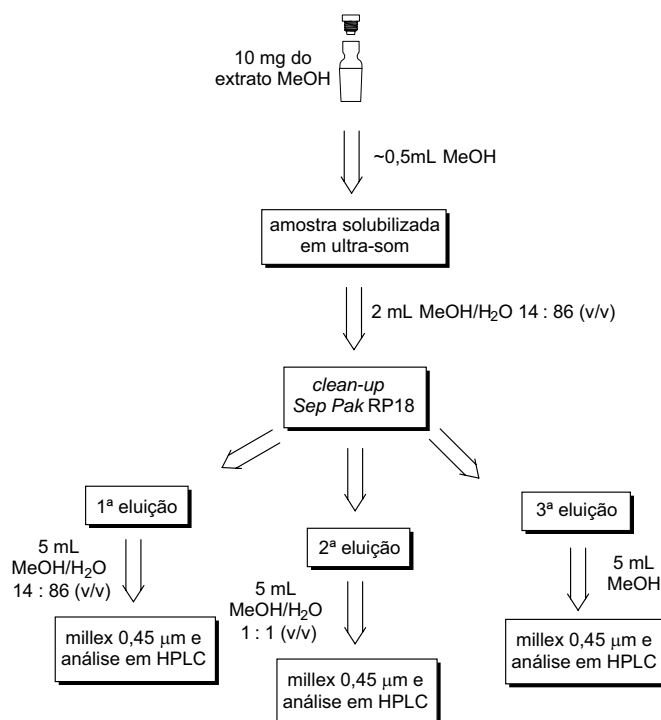 10 mg do
extrato MeOH
~0,5mL MeOH
amostra solubilizada
em ultra-som
2 mL MeOH/H₂O 14 : 86 (v/v)
clean-up
Sep Pak RP18
1ª eluição
5 mL
MeOH/H₂O
14 : 86 (v/v)
millex 0,45 μm e
análise em HPLC
2ª eluição
5 mL
MeOH/H₂O
1 : 1 (v/v)
millex 0,45 μm e
análise em HPLC
3ª eluição
5 mL
MeOH
millex 0,45 μm e
análise em HPLC